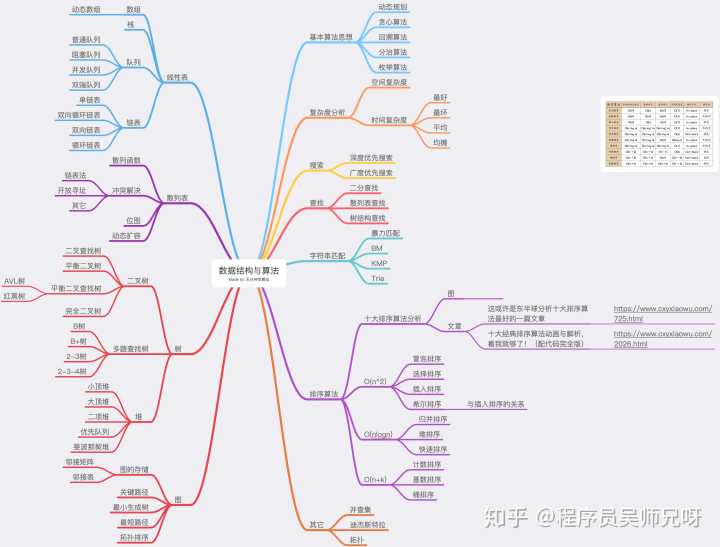 动态数组
数组
栈
普通队列
阻塞队列
并发队列
双端队列
队列
线性表
单链表
双向循环链表
双向链表
循环链表
链表
散列函数
链表法
开放寻址
其它
冲突解决
散列表
位图
动态扩容
二叉查找树
平衡二叉树
AVL树
红黑树
平衡二叉查找树
完全二叉树
二叉树
B树
B+树
2-3树
2-3-4树
多路查找树
树
小顶堆
大顶堆
二项堆
优先队列
斐波那契堆
堆
邻接矩阵
邻接表
图的存储
关键路径
最小生成树
最短路径
拓扑排序
图
数据结构与算法
基本算法思想
动态规划
贪心算法
回溯算法
分治算法
枚举算法
复杂度分析
空间复杂度
时间复杂度
最好
最坏
平均
均摊
搜索
深度优先搜索
广度优先搜索
查找
二分查找
散列表查找
树结构查找
字符串匹配
暴力匹配
BM
KMP
Trie
排序算法
十大排序算法分析
图
文章
这或许是东半球分析十大排序算
法最好的一篇文章
https://www.cxyxiaowu.com/
725.html
十大经典排序算法动画与解析，
看我就够了！（配代码完全版）
https://www.cxyxiaowu.com/
2026.html
O(n^2)
冒泡排序
选择排序
插入排序
希尔排序
与插入排序的关系
O(nlogn)
归并排序
堆排序
快速排序
O(n+k)
计数排序
基数排序
桶排序
其它
并查集
迪杰斯特拉
拓扑
知乎 @程序员吴师兄呀